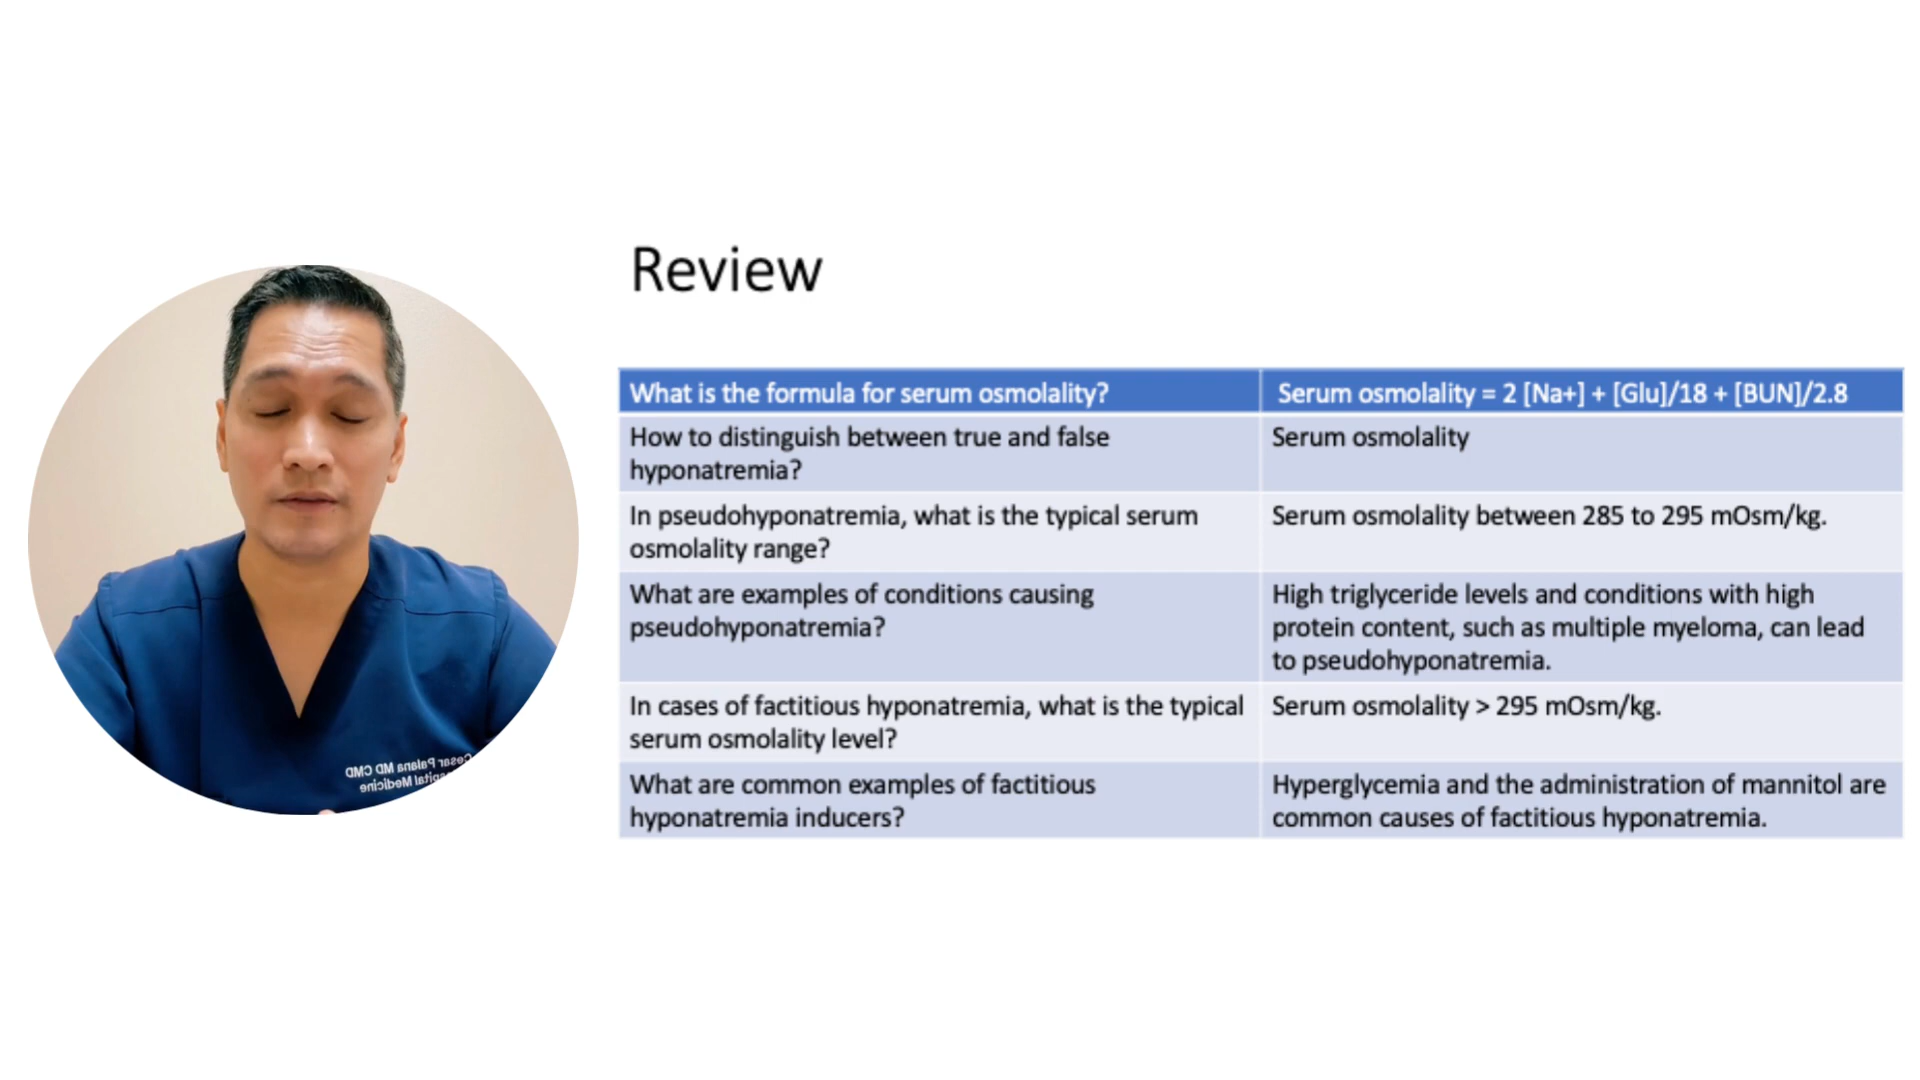 Review
What is the formula for serum osmolality?
Serum osmolality = 2 [Na+] + [Glu]/18 + [BUN]/2.8
How to distinguish between true and false
hyponatremia?
Serum osmolality
In pseudohyponatremia, what is the typical serum
osmolality range?
Serum osmolality between 285 to 295 mOsm/kg.
What are examples of conditions causing
pseudohyponatremia?
High triglyceride levels and conditions with high
protein content, such as multiple myeloma, can lead
to pseudohyponatremia.
In cases of factitious hyponatremia, what is the typical
serum osmolality level?
Serum osmolality > 295 mOsm/kg.
What are common examples of factitious
hyponatremia inducers?
Hyperglycemia and the administration of mannitol are
common causes of factitious hyponatremia.
Cesar Palana MD CMD
Medicine